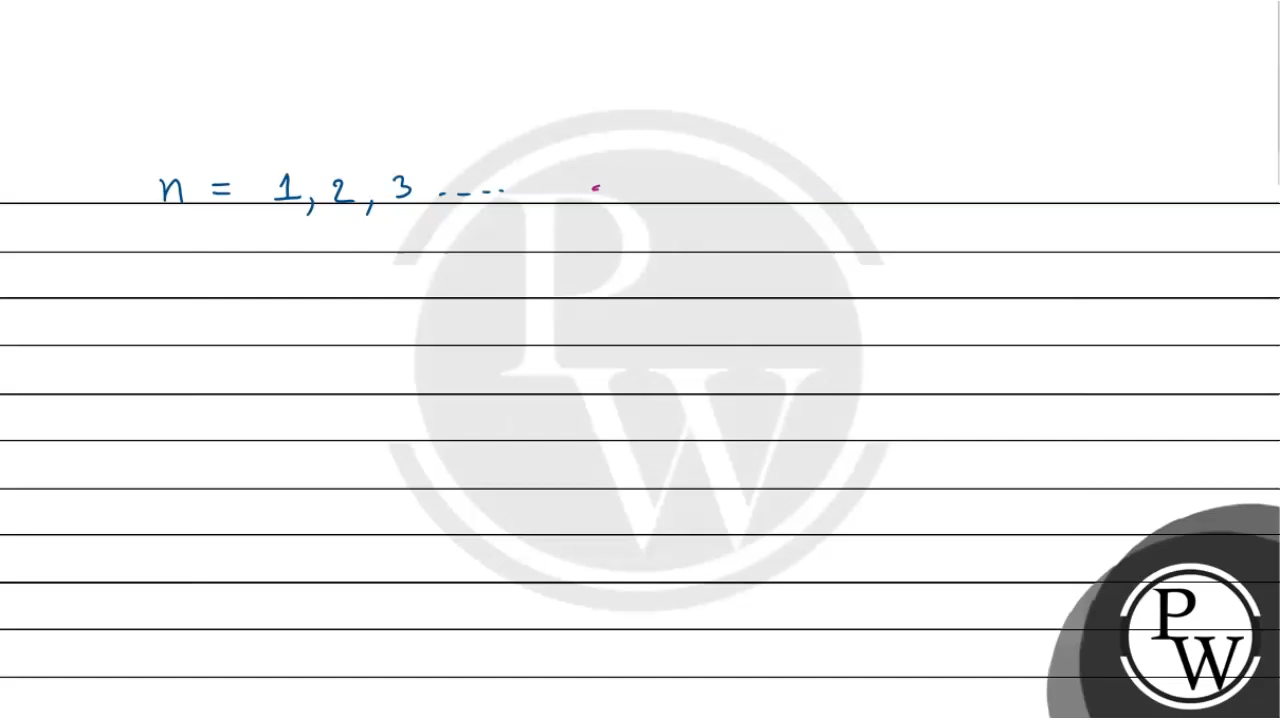 n = 1, 2, 3 ----
P
W
P
W